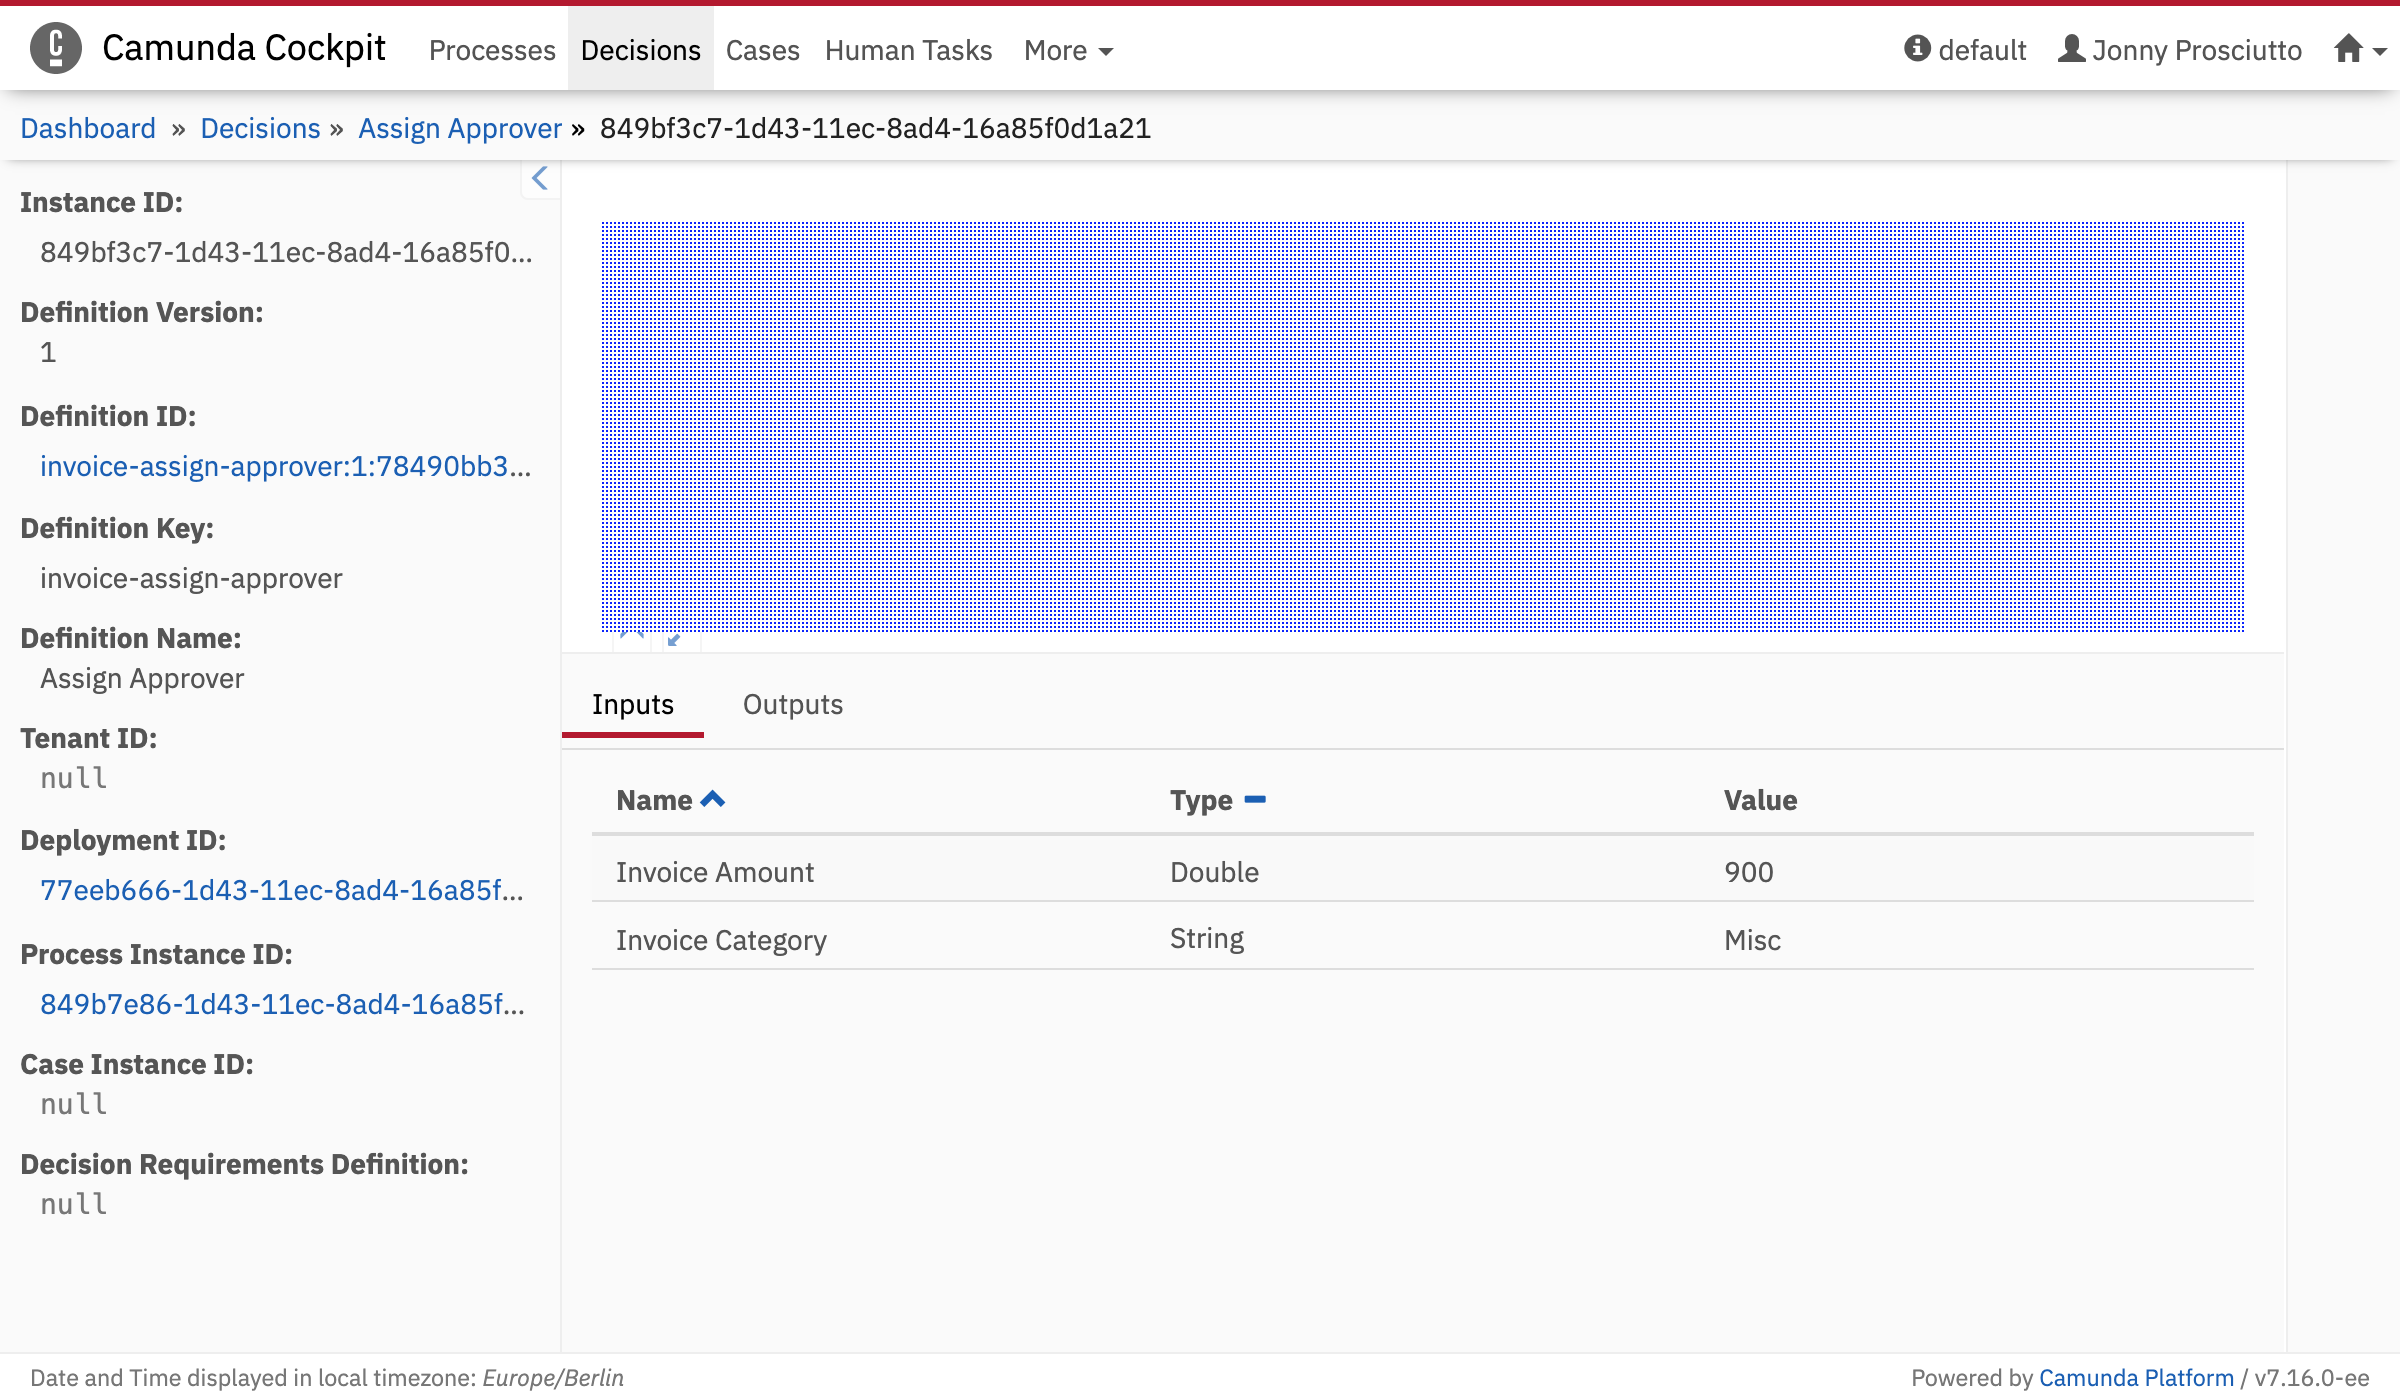 Camunda Cockpit Processes Decisions Cases Human Tasks More default Jonny Prosciutto
Dashboard » Decisions » Assign Approver » 849bf3c7-1d43-11ec-8ad4-16a85f0d1a21
Instance ID:
849bf3c7-1d43-11ec-8ad4-16a85f0...
Definition Version:
1
Definition ID:
invoice-assign-approver:1:78490bb3...
Definition Key:
invoice-assign-approver
Definition Name:
Assign Approver
Tenant ID:
null
Deployment ID:
77eeb666-1d43-11ec-8ad4-16a85f...
Process Instance ID:
849b7e86-1d43-11ec-8ad4-16a85f...
Case Instance ID:
null
Decision Requirements Definition:
null
Inputs Outputs
Name Type Value
Invoice Amount Double 900
Invoice Category String Misc
Date and Time displayed in local timezone: Europe/Berlin
Powered by Camunda Platform / v7.16.0-ee